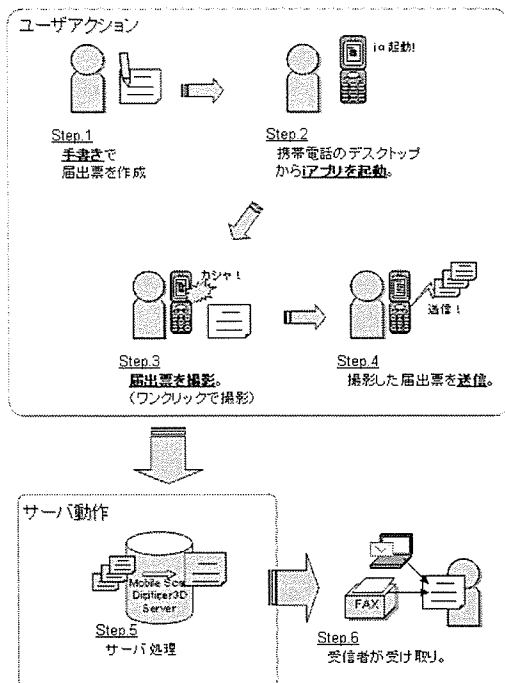 ユーザアクション
iα起動!
Step.1
手書きで
届出票を作成
Step.2
携帯電話のデスクトップ
からiアプリを起動。
カシャ!
Step.3
届出票を撮影。
(ワンクリックで撮影)
送信!
Step.4
撮影した届出票を送信。
サーバ動作
Mobile Scan
Digitizer3D
Server
Step.5
サーバ処理
FAX
Step.6
受信者が受け取り。